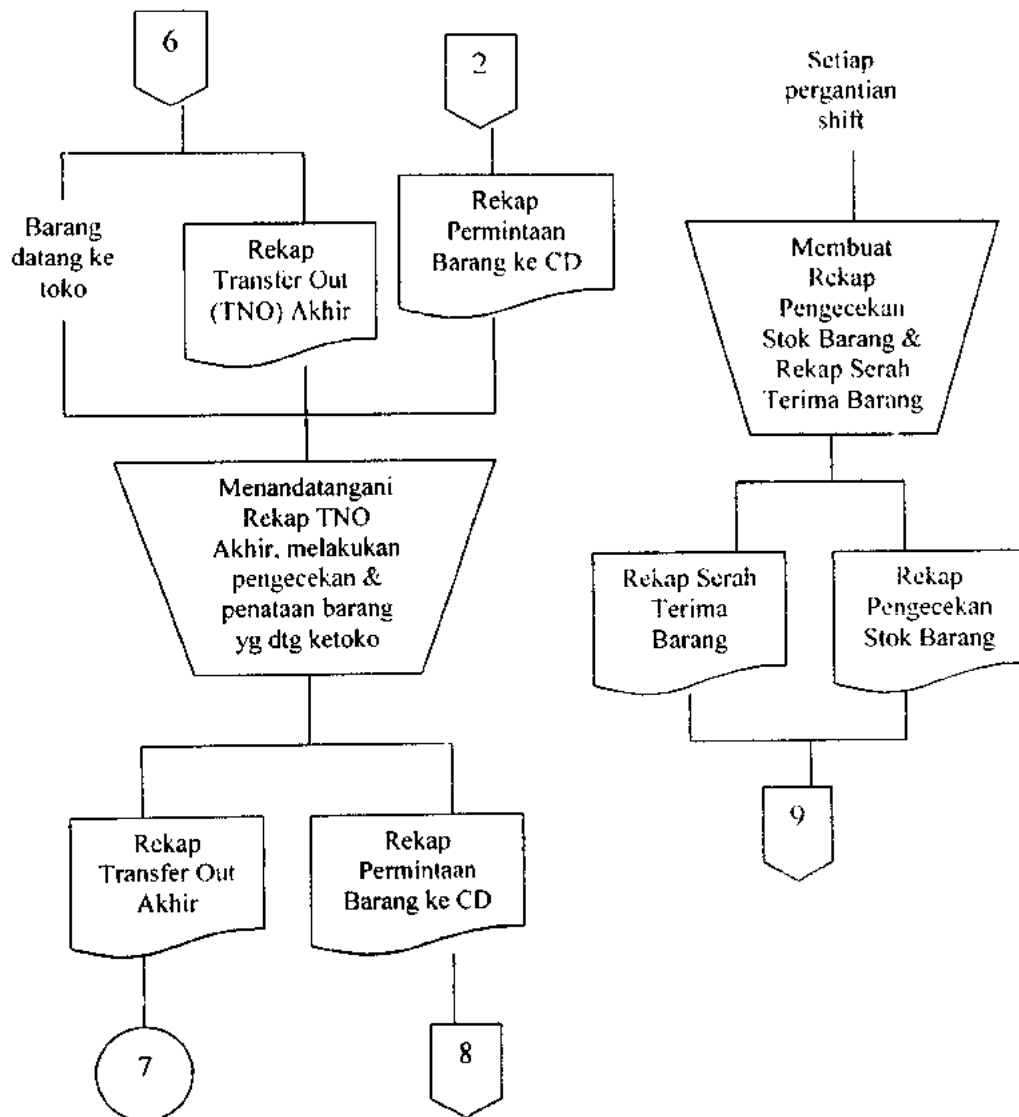 6
2
Setiap
pergantian
shift
Barang
datang ke
toko
Rekap
Transfer Out
(TNO) Akhir
Rekap
Permintaan
Barang ke CD
Membuat
Rekap
Pengecekan
Stok Barang &
Rekap Serah
Terima Barang
Menandatangani
Rekap TNO
Akhir, melakukan
pengecekan &
penataan barang
yg dtg ketoko
Rekap Serah
Terima
Barang
Rekap
Pengecekan
Stok Barang
9
Rekap
Transfer Out
Akhir
Rekap
Permintaan
Barang ke CD
7
8